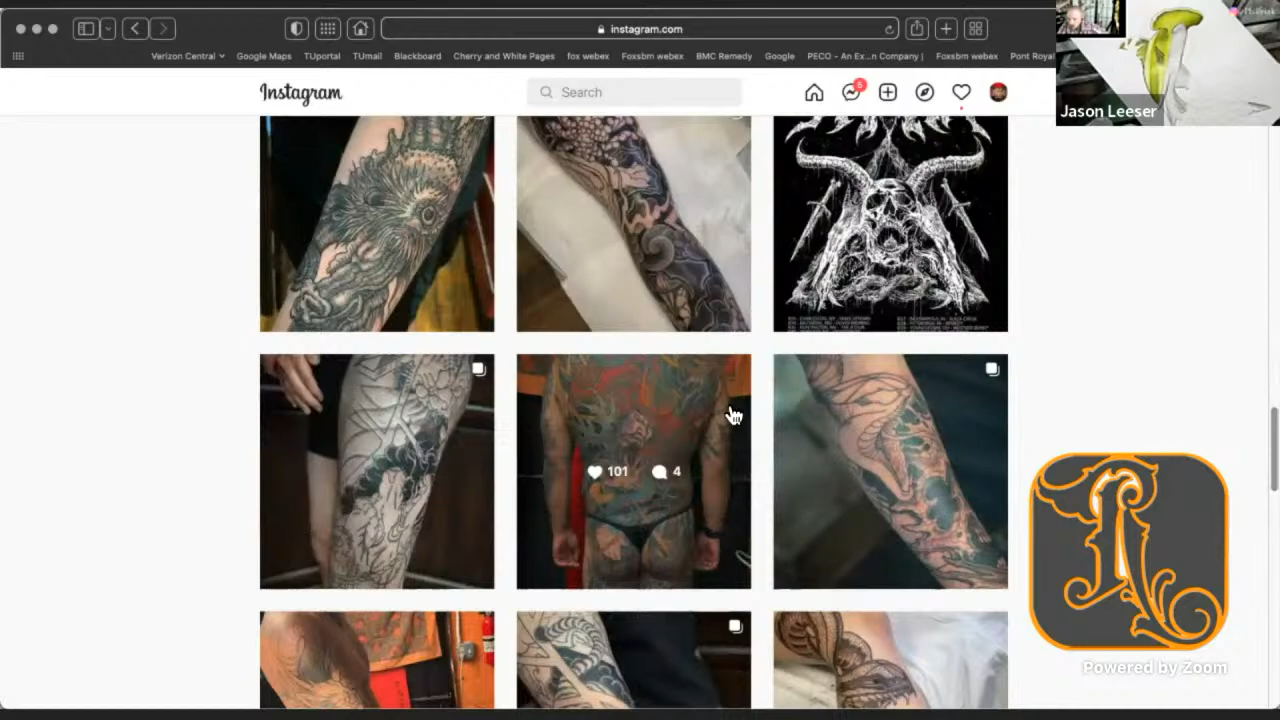 instagram.com
Verizon Central
Google Maps
TUportal
TUmail
Blackboard
Cherry and White Pages
fox webex
Foxsbm webex
BMC Remedy
Google
PECO - An Ex...n Company |
Foxsbm webex
Pont Royal
Instagram
Search
5
Jason Leeser
101
4
Powered by Zoom